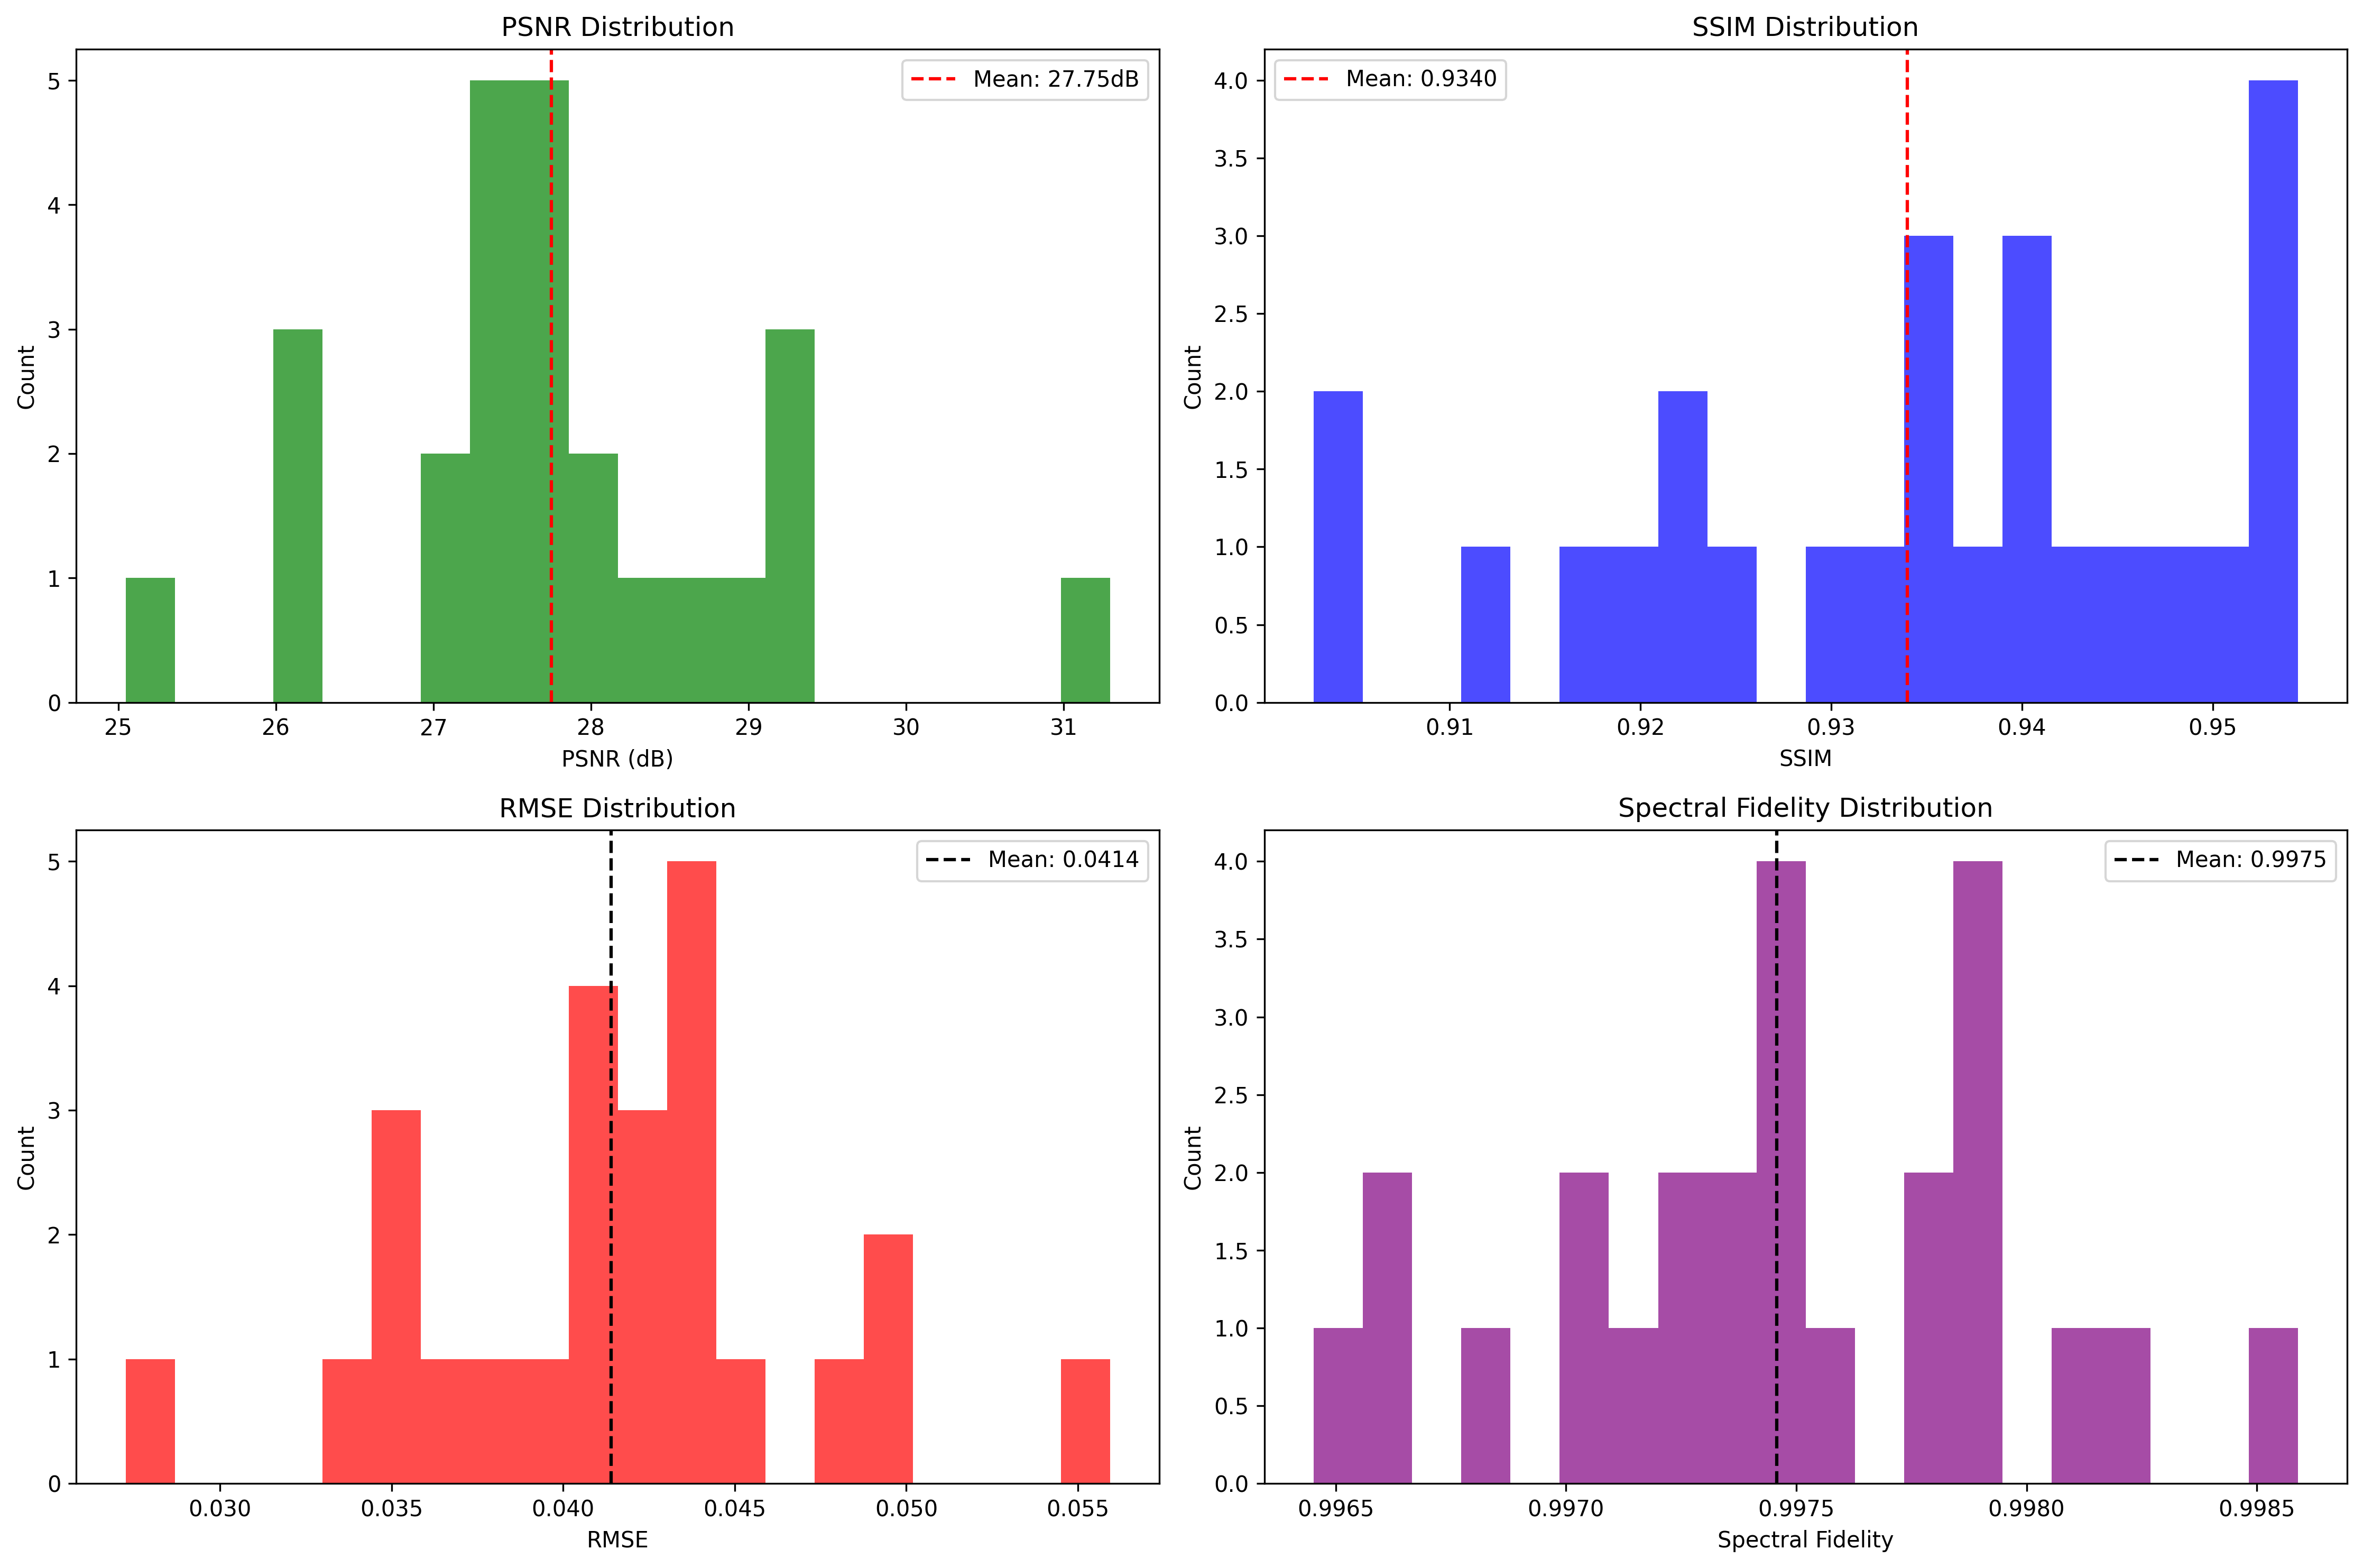 PSNR Distribution
Mean: 27.75dB
5
4
3
2
1
0
Count
25 26 27 28 29 30 31
PSNR (dB)
SSIM Distribution
Mean: 0.9340
4.0
3.5
3.0
2.5
2.0
1.5
1.0
0.5
0.0
Count
0.91 0.92 0.93 0.94 0.95
SSIM
RMSE Distribution
Mean: 0.0414
5
4
3
2
1
0
Count
0.030 0.035 0.040 0.045 0.050 0.055
RMSE
Spectral Fidelity Distribution
Mean: 0.9975
4.0
3.5
3.0
2.5
2.0
1.5
1.0
0.5
0.0
Count
0.9965 0.9970 0.9975 0.9980 0.9985
Spectral Fidelity